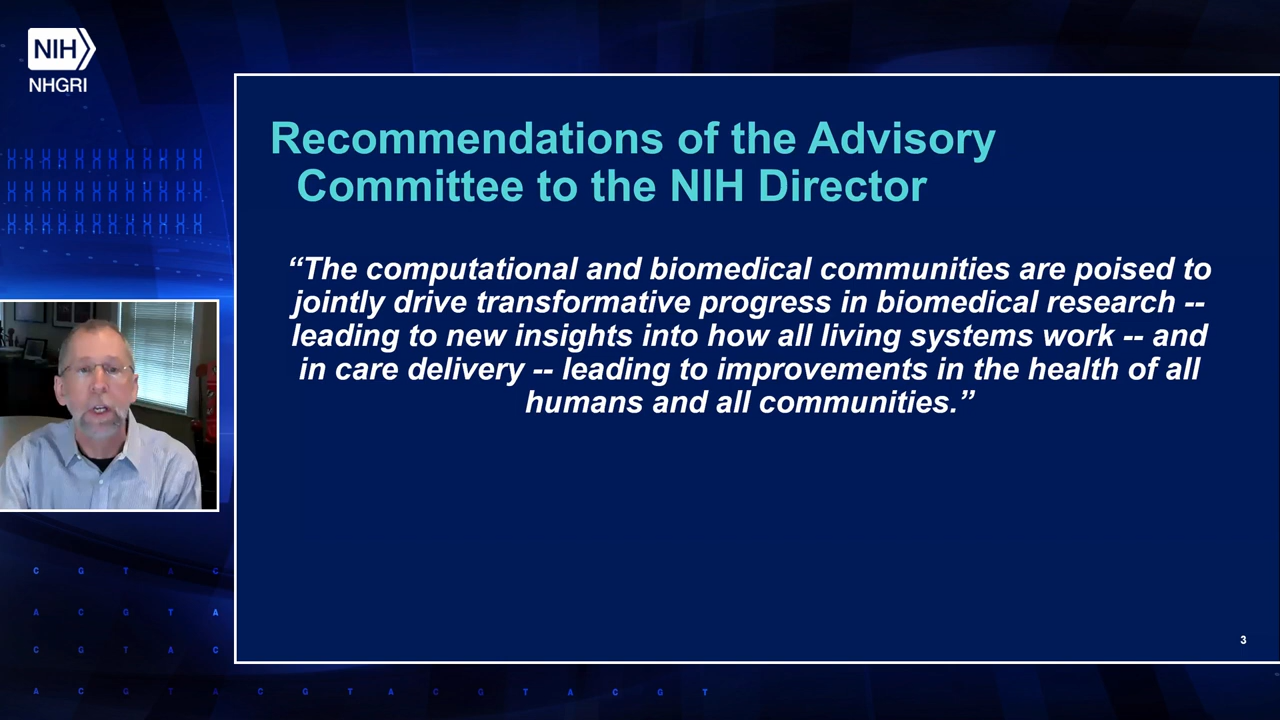 NIH
NHGRI
Recommendations of the Advisory
Committee to the NIH Director
“The computational and biomedical communities are poised to
jointly drive transformative progress in biomedical research --
leading to new insights into how all living systems work -- and
in care delivery -- leading to improvements in the health of all
humans and all communities.”
3
C G T A C
A C G T A
C G T A C
A C G T A C G T A C G T A C G T